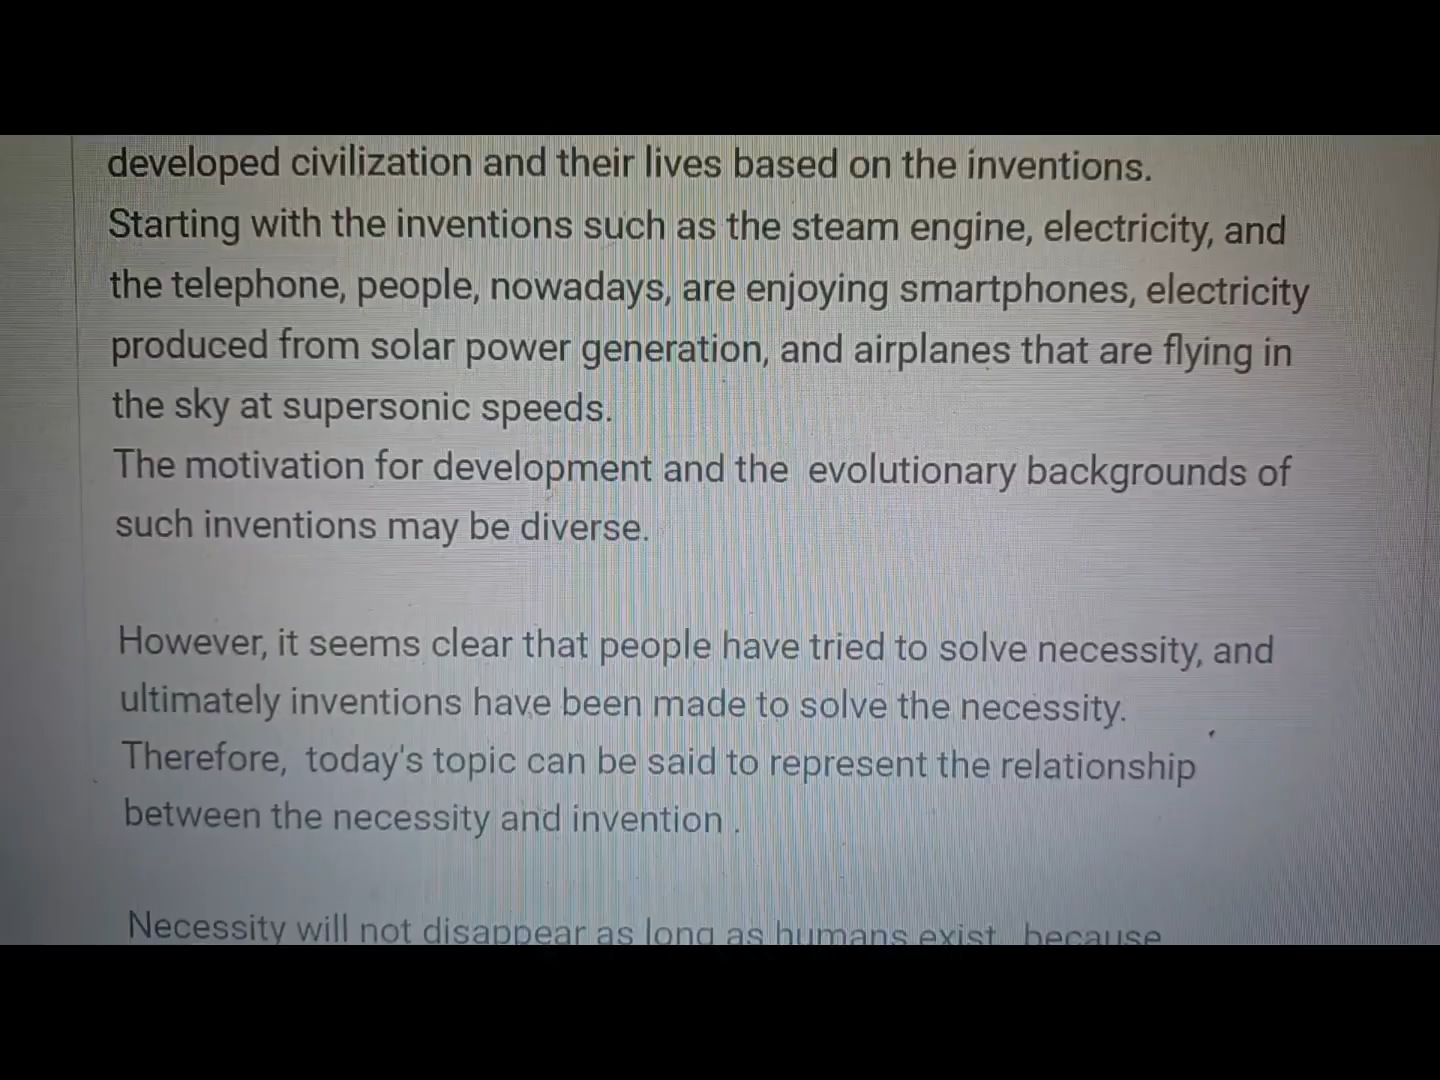 developed civilization and their lives based on the inventions.
Starting with the inventions such as the steam engine, electricity, and
the telephone, people, nowadays, are enjoying smartphones, electricity
produced from solar power generation, and airplanes that are flying in
the sky at supersonic speeds.
The motivation for development and the evolutionary backgrounds of
such inventions may be diverse.
However, it seems clear that people have tried to solve necessity, and
ultimately inventions have been made to solve the necessity.
Therefore, today's topic can be said to represent the relationship
between the necessity and invention .
Necessity will not disappear as long as humans exist, because